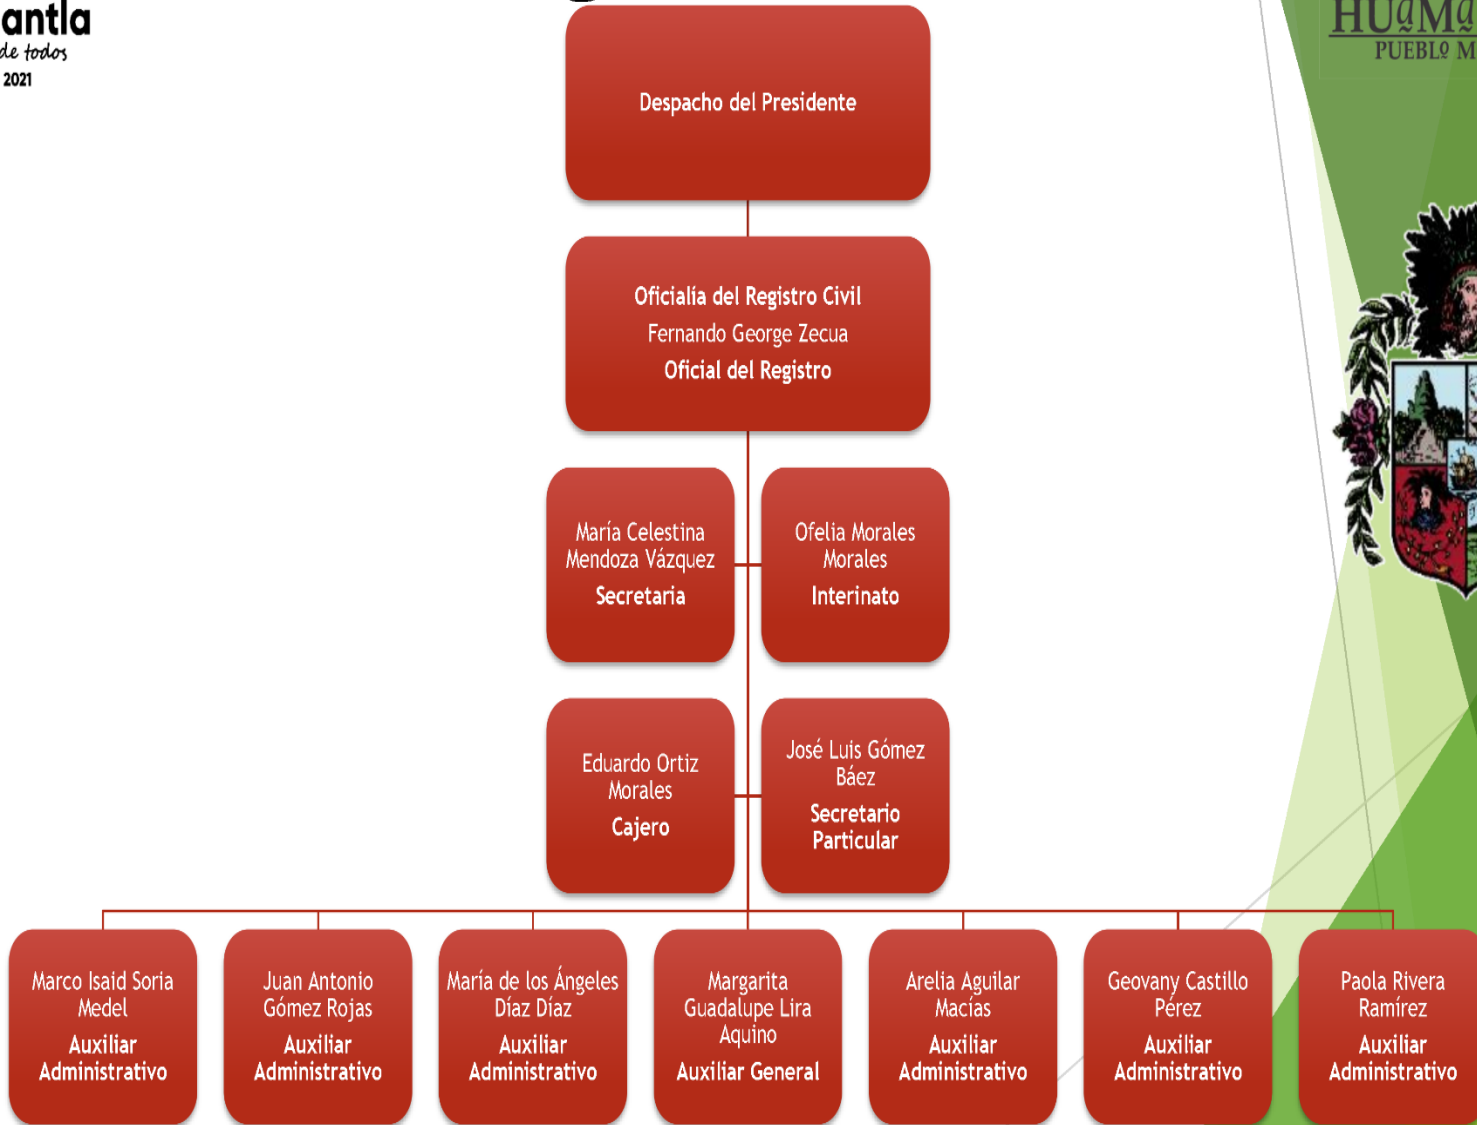 antla
de todos
2021
PUEBLO M
Despacho del Presidente
Oficialía del Registro Civil
Fernando George Zecua
Oficial del Registro
María Celestina
Mendoza Vázquez
Secretaria
Ofelia Morales
Morales
Interinato
Eduardo Ortiz
Morales
Cajero
José Luis Gómez
Báez
Secretario
Particular
Marco Isaid Soria
Medel
Auxiliar
Administrativo
Juan Antonio
Gómez Rojas
Auxiliar
Administrativo
María de los Ángeles
Díaz Díaz
Auxiliar
Administrativo
Margarita
Guadalupe Lira
Aquino
Auxiliar General
Arelia Aguilar
Macías
Auxiliar
Administrativo
Geovany Castillo
Pérez
Auxiliar
Administrativo
Paola Rivera
Ramírez
Auxiliar
Administrativo